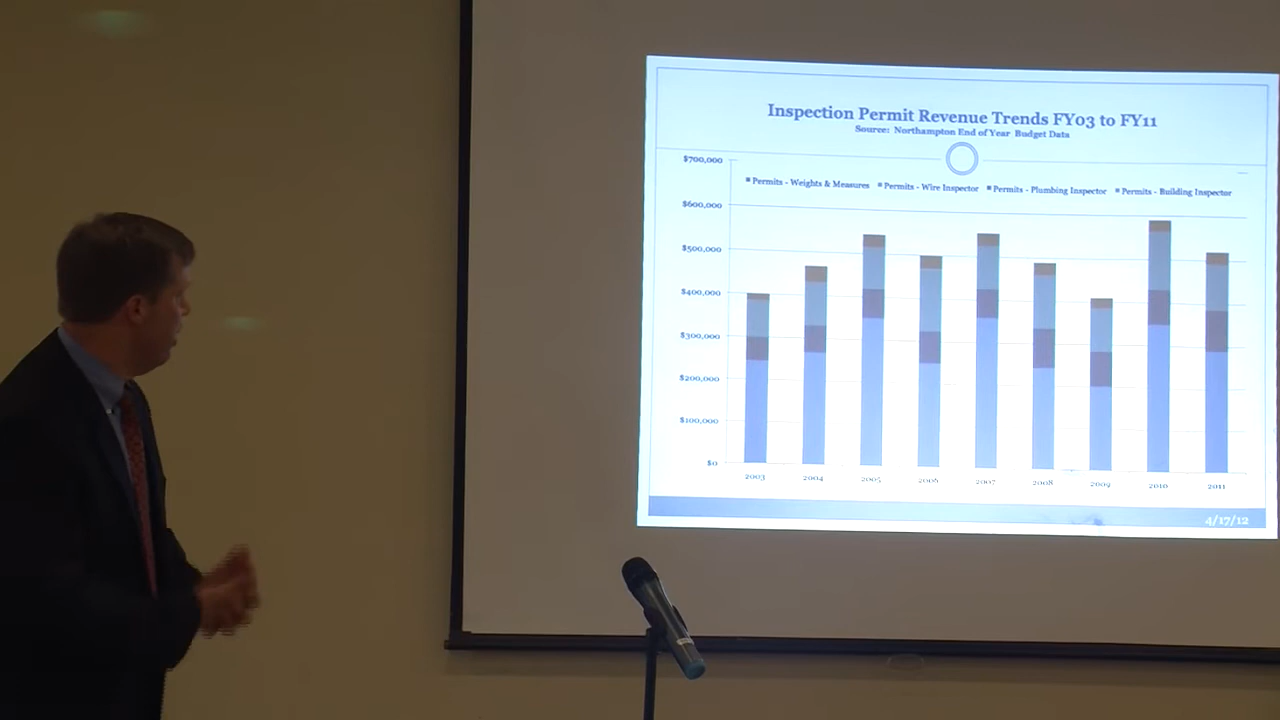 Inspection Permit Revenue Trends FY03 to FY11
Source: Northampton End of Year Budget Data
$700,000
Permits - Weights & Measures Permits - Wire Inspector Permits - Plumbing Inspector Permits - Building Inspector
$600,000
$500,000
$400,000
$300,000
$200,000
$100,000
$0
2003 2004 2005 2006 2007 2008 2009 2010 2011
4/17/12